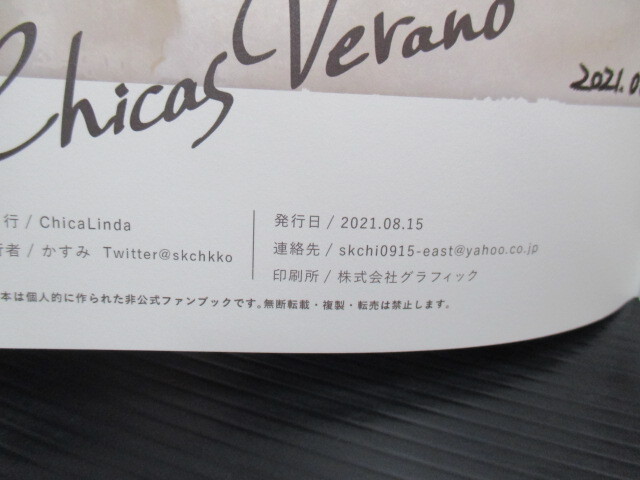 Chicas Verano
2021.0
行 / ChicaLinda
者 / かすみ Twitter@skchkko
発行日 / 2021.08.15
連絡先 / skchi0915-east@yahoo.co.jp
印刷所 / 株式会社グラフィック
本は個人的に作られた非公式ファンブックです。無断転載・複製・転売は禁止します。